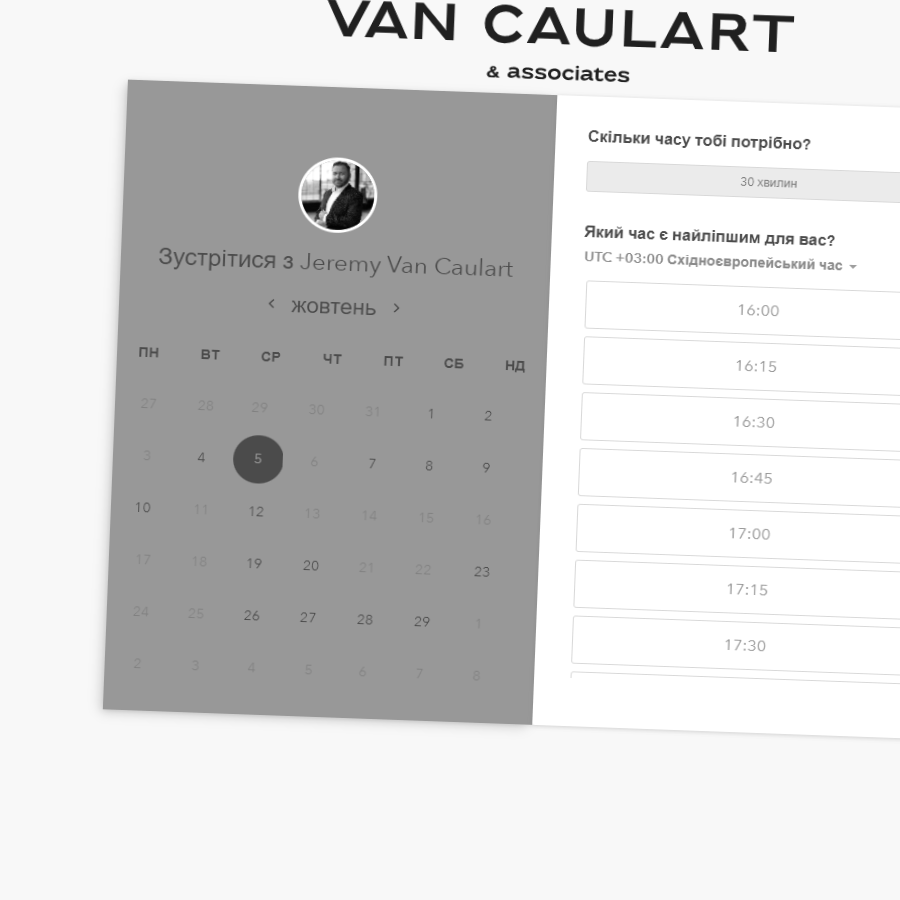 VAN CAULART
& associates
Зустрітися з Jeremy Van Caulart
жовтень
ПН ВТ СР ЧТ ПТ СБ НД
27 28 29 30 31 1 2
3 4 5 6 7 8 9
10 11 12 13 14 15 16
17 18 19 20 21 22 23
24 25 26 27 28 29 1
2 3 4 5 6 7 8
Скільки часу тобі потрібно?
30 хвилин
Який час є найліпшим для вас?
UTC +03:00 Східноєвропейський час
16:00
16:15
16:30
16:45
17:00
17:15
17:30